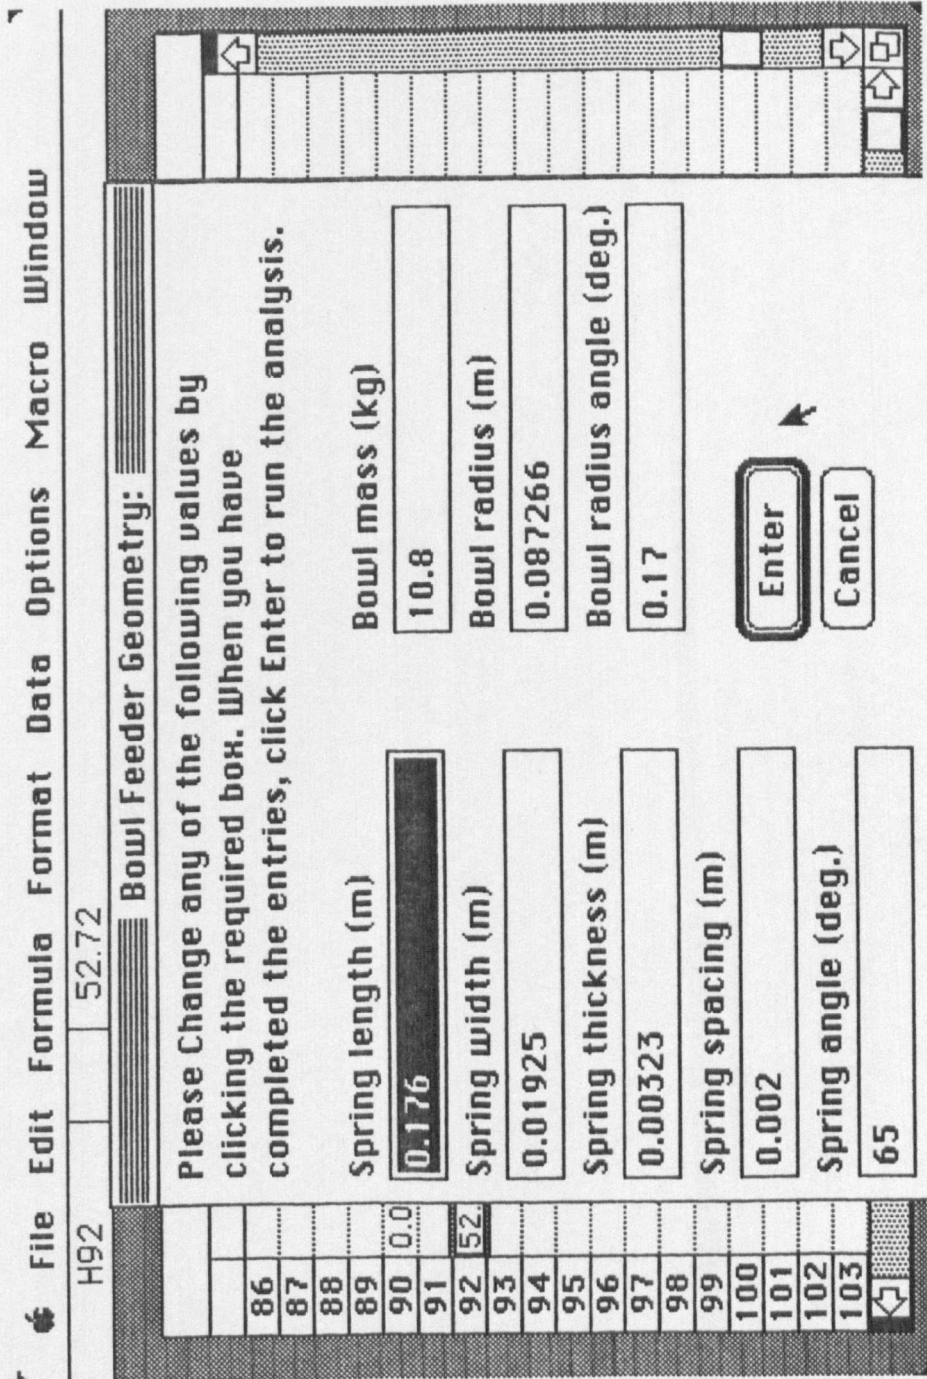 File Edit Formula Format Data Options Macro Window
H92 52.72
Bowl Feeder Geometry:
Please Change any of the following values by
clicking the required box. When you have
completed the entries, click Enter to run the analysis.
Spring length (m)
0.176
Spring width (m)
0.01925
Spring thickness (m)
0.00323
Spring spacing (m)
0.002
Spring angle (deg.)
65
Bowl mass (kg)
10.8
Bowl radius (m)
0.087266
Bowl radius angle (deg.)
0.17
Enter
Cancel
86
87
88
89
90 0.0
91
92 52.
93
94
95
96
97
98
99
100
101
102
103